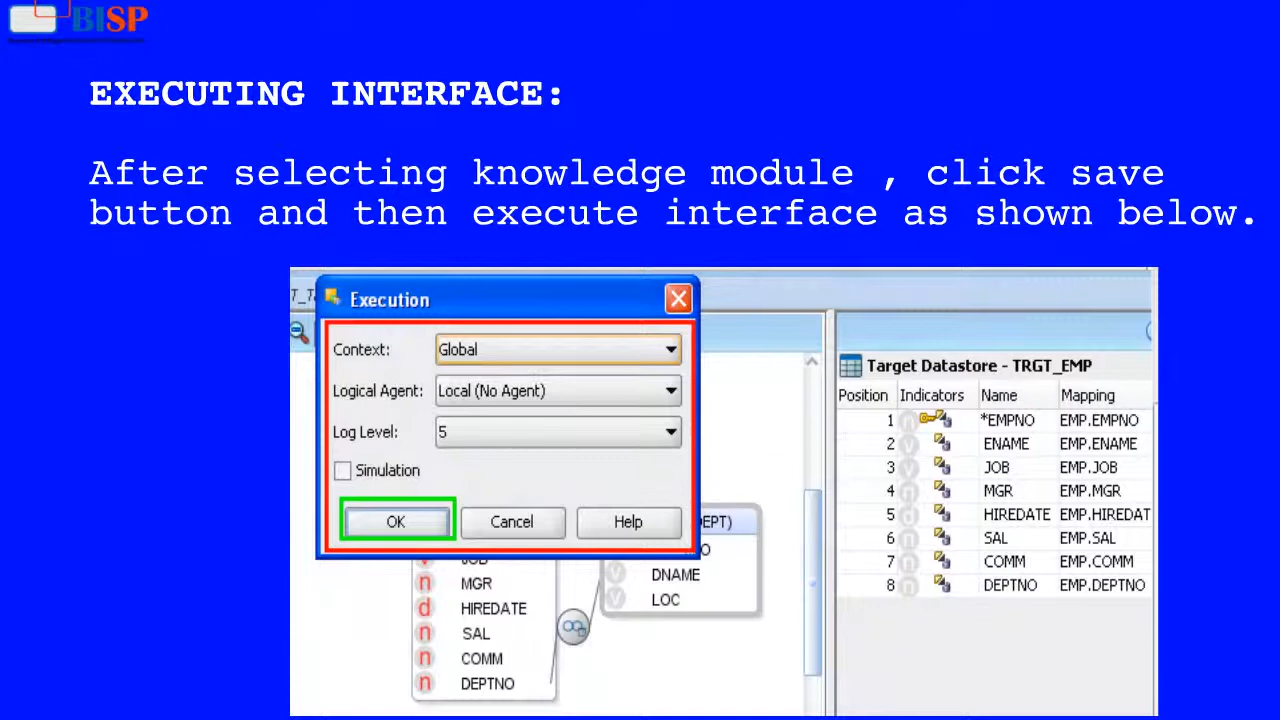 BISP
EXECUTING INTERFACE:
After selecting knowledge module , click save
button and then execute interface as shown below.
Execution
Context: Global
Logical Agent: Local (No Agent)
Log Level: 5
Simulation
OK Cancel Help
JOB
n MGR
d HIREDATE
n SAL
n COMM
n DEPTNO
DEPT)
DNAME
LOC
Target Datastore - TRGT_EMP
Position Indicators Name Mapping
1 *EMPNO EMP.EMPNO
2 ENAME EMP.ENAME
3 JOB EMP.JOB
4 MGR EMP.MGR
5 HIREDATE EMP.HIREDAT
6 SAL EMP.SAL
7 COMM EMP.COMM
8 DEPTNO EMP.DEPTNO